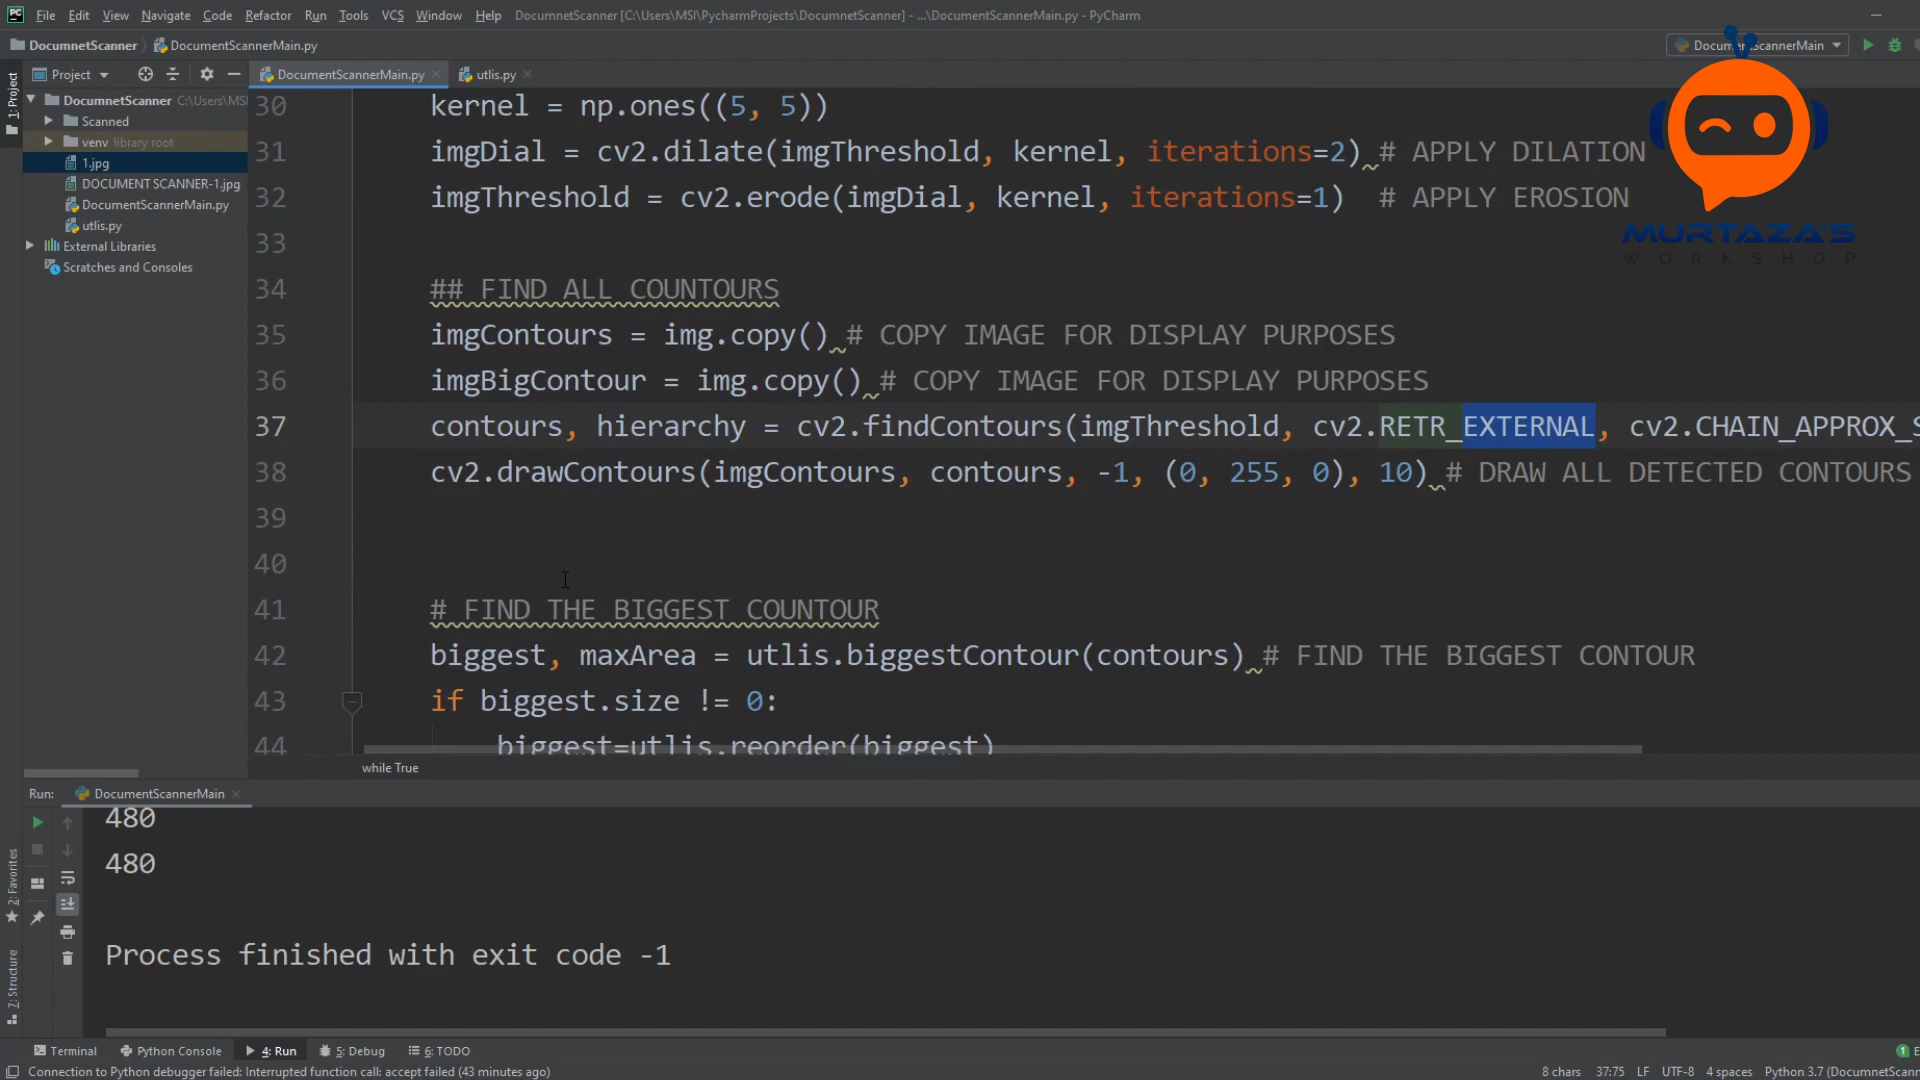 File Edit View Navigate Code Refactor Run Tools VCS Window Help DocumnetScanner [C:\Users\MSI\PycharmProjects\DocumnetScanner] - ...\DocumentScannerMain.py - PyCharm
DocumnetScanner DocumentScannerMain.py
DocumentScannerMain
1: Project
Project
DocumentScannerMain.py utlis.py
DocumnetScanner C:\Users\MSI
Scanned
venv library root
1.jpg
DOCUMENT SCANNER-1.jpg
DocumentScannerMain.py
utlis.py
External Libraries
Scratches and Consoles
30 kernel = np.ones((5, 5))
31 imgDial = cv2.dilate(imgThreshold, kernel, iterations=2) # APPLY DILATION
32 imgThreshold = cv2.erode(imgDial, kernel, iterations=1)  # APPLY EROSION
33
34 ## FIND ALL COUNTOURS
35 imgContours = img.copy() # COPY IMAGE FOR DISPLAY PURPOSES
36 imgBigContour = img.copy() # COPY IMAGE FOR DISPLAY PURPOSES
37 contours, hierarchy = cv2.findContours(imgThreshold, cv2.RETR_EXTERNAL, cv2.CHAIN_APPROX_S
38 cv2.drawContours(imgContours, contours, -1, (0, 255, 0), 10) # DRAW ALL DETECTED CONTOURS
39
40
41 # FIND THE BIGGEST COUNTOUR
42 biggest, maxArea = utlis.biggestContour(contours) # FIND THE BIGGEST CONTOUR
43 if biggest.size != 0:
44 biggest=utlis.reorder(biggest)
while True
MURTAZA'S
WORKSHOP
Run: DocumentScannerMain
480
480
Process finished with exit code -1
2: Favorites
7: Structure
Terminal Python Console 4: Run 5: Debug 6: TODO
1 E
Connection to Python debugger failed: Interrupted function call: accept failed (43 minutes ago)
8 chars 37:75 LF UTF-8 4 spaces Python 3.7 (DocumnetScann